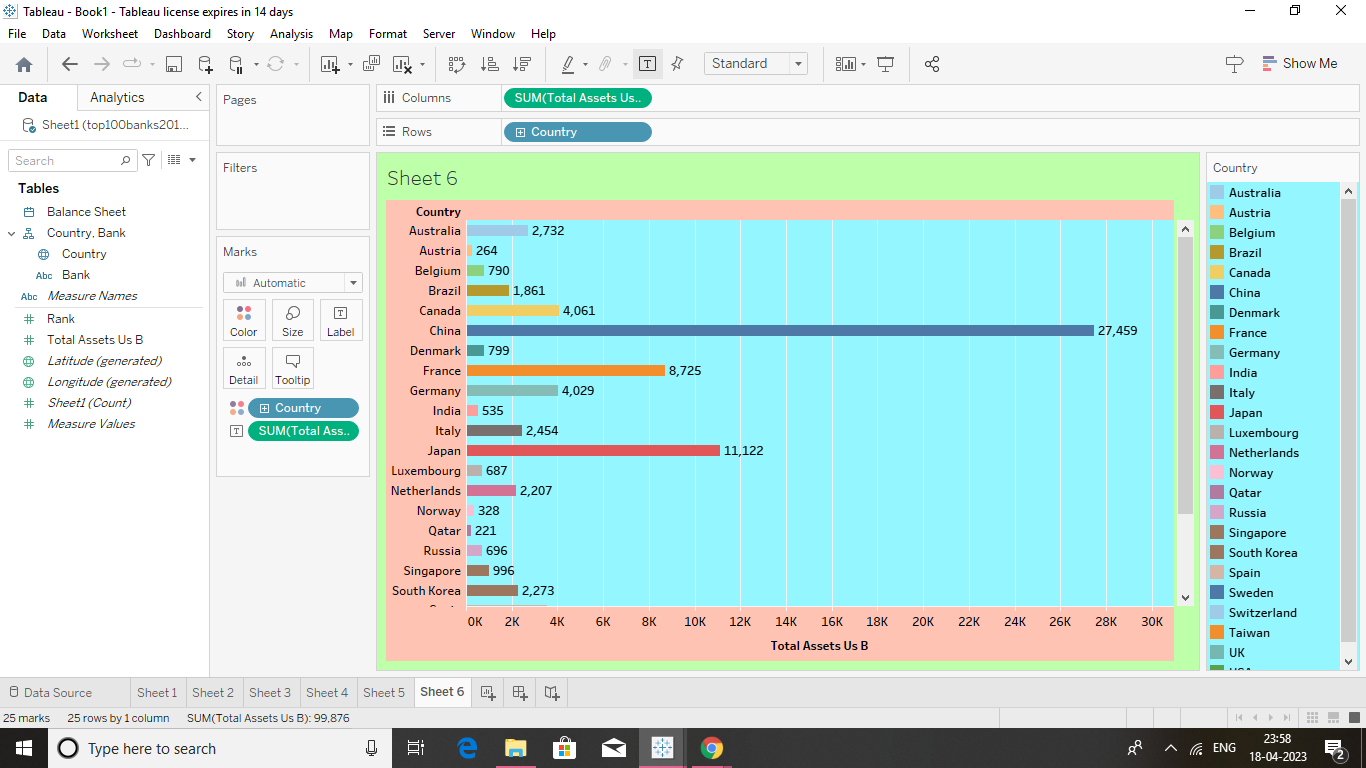 Tableau - Book1 - Tableau license expires in 14 days
File Data Worksheet Dashboard Story Analysis Map Format Server Window Help
Standard
Show Me
Data Analytics
Sheet1 (top100banks201...
Search
Tables
Balance Sheet
Country, Bank
Country
Abc Bank
Abc Measure Names
Rank
Total Assets Us B
Latitude (generated)
Longitude (generated)
Sheet1 (Count)
Measure Values
Pages
Filters
Marks
Automatic
Color Size Label
Detail Tooltip
Country
SUM(Total Ass..
Columns SUM(Total Assets Us..
Rows Country
Sheet 6
Country
Australia 2,732
Austria 264
Belgium 790
Brazil 1,861
Canada 4,061
China 27,459
Denmark 799
France 8,725
Germany 4,029
India 535
Italy 2,454
Japan 11,122
Luxembourg 687
Netherlands 2,207
Norway 328
Qatar 221
Russia 696
Singapore 996
South Korea 2,273
0K 2K 4K 6K 8K 10K 12K 14K 16K 18K 20K 22K 24K 26K 28K 30K
Total Assets Us B
Country
Australia
Austria
Belgium
Brazil
Canada
China
Denmark
France
Germany
India
Italy
Japan
Luxembourg
Netherlands
Norway
Qatar
Russia
Singapore
South Korea
Spain
Sweden
Switzerland
Taiwan
UK
Data Source Sheet 1 Sheet 2 Sheet 3 Sheet 4 Sheet 5 Sheet 6
25 marks 25 rows by 1 column SUM(Total Assets Us B): 99,876
Type here to search
ENG
23:58
18-04-2023
2